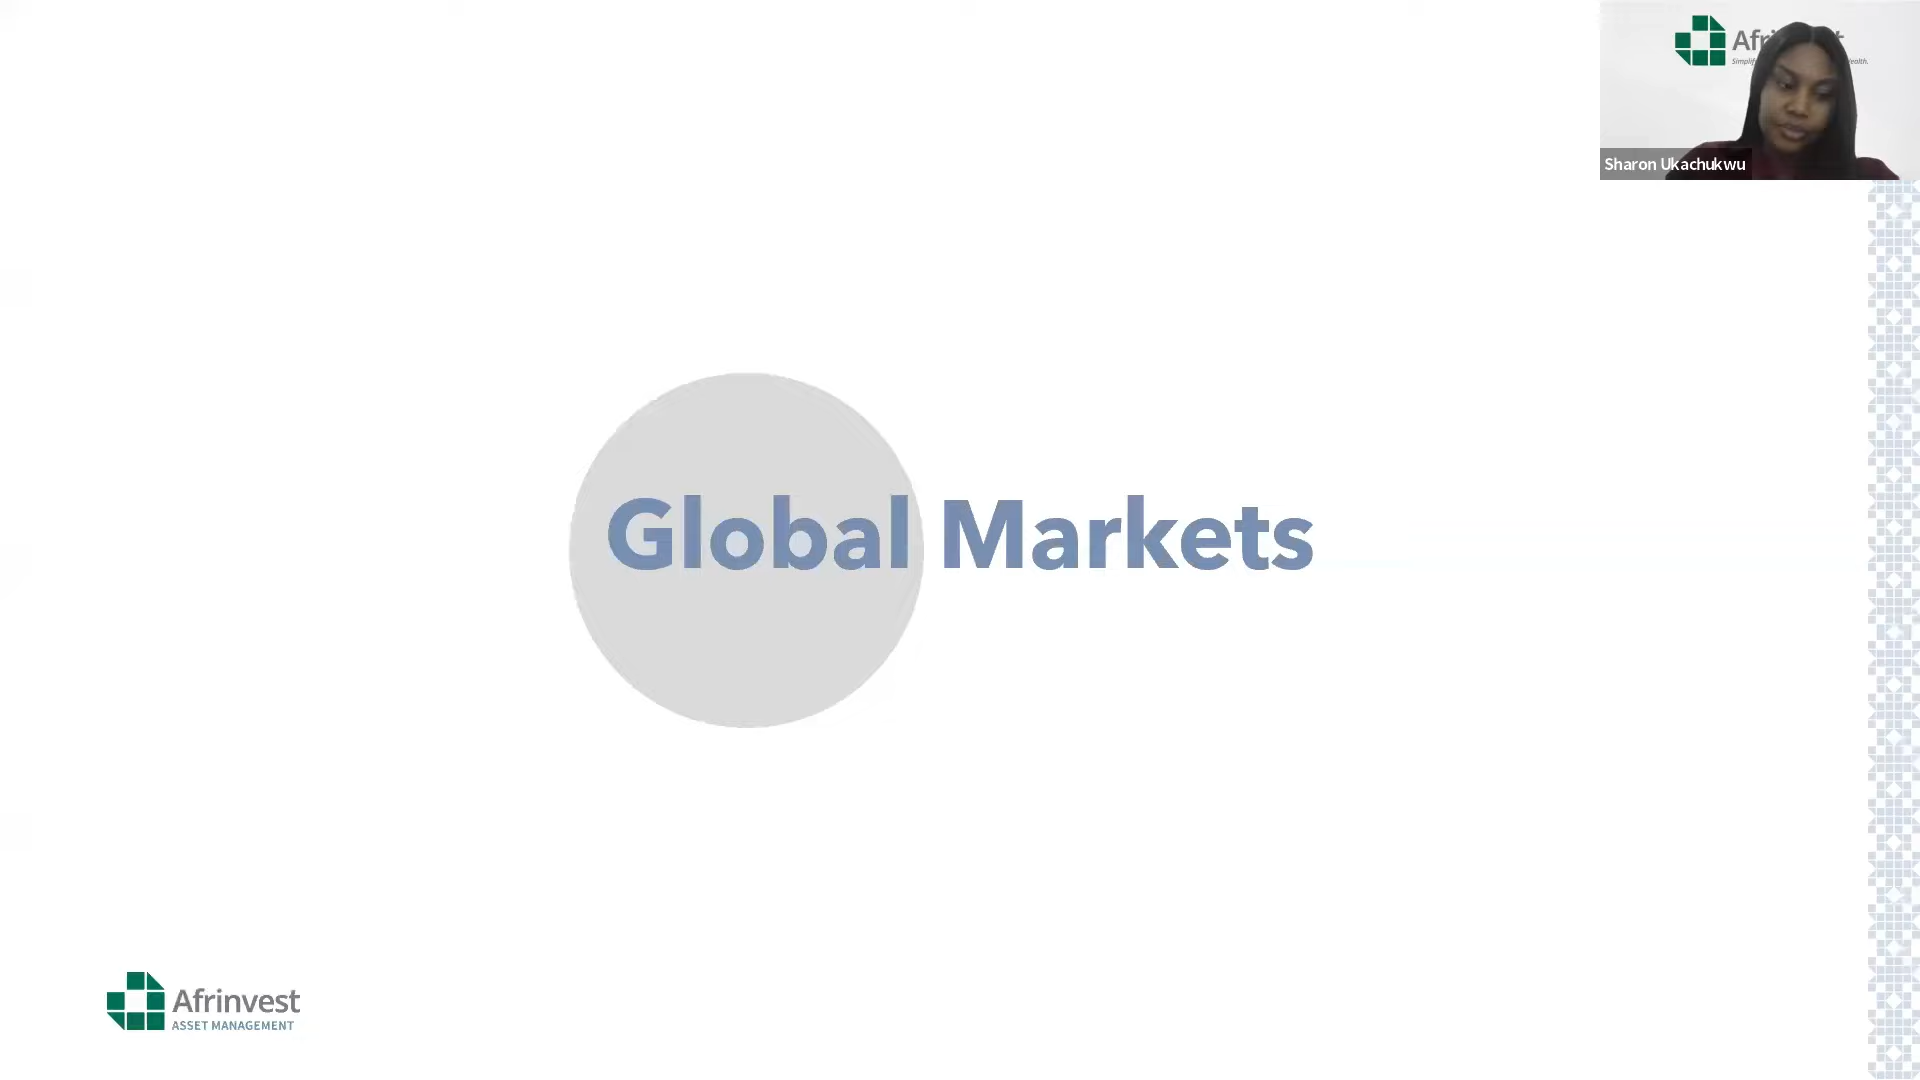 Sharon Ukachukwu
Global Markets
Afrinvest
ASSET MANAGEMENT